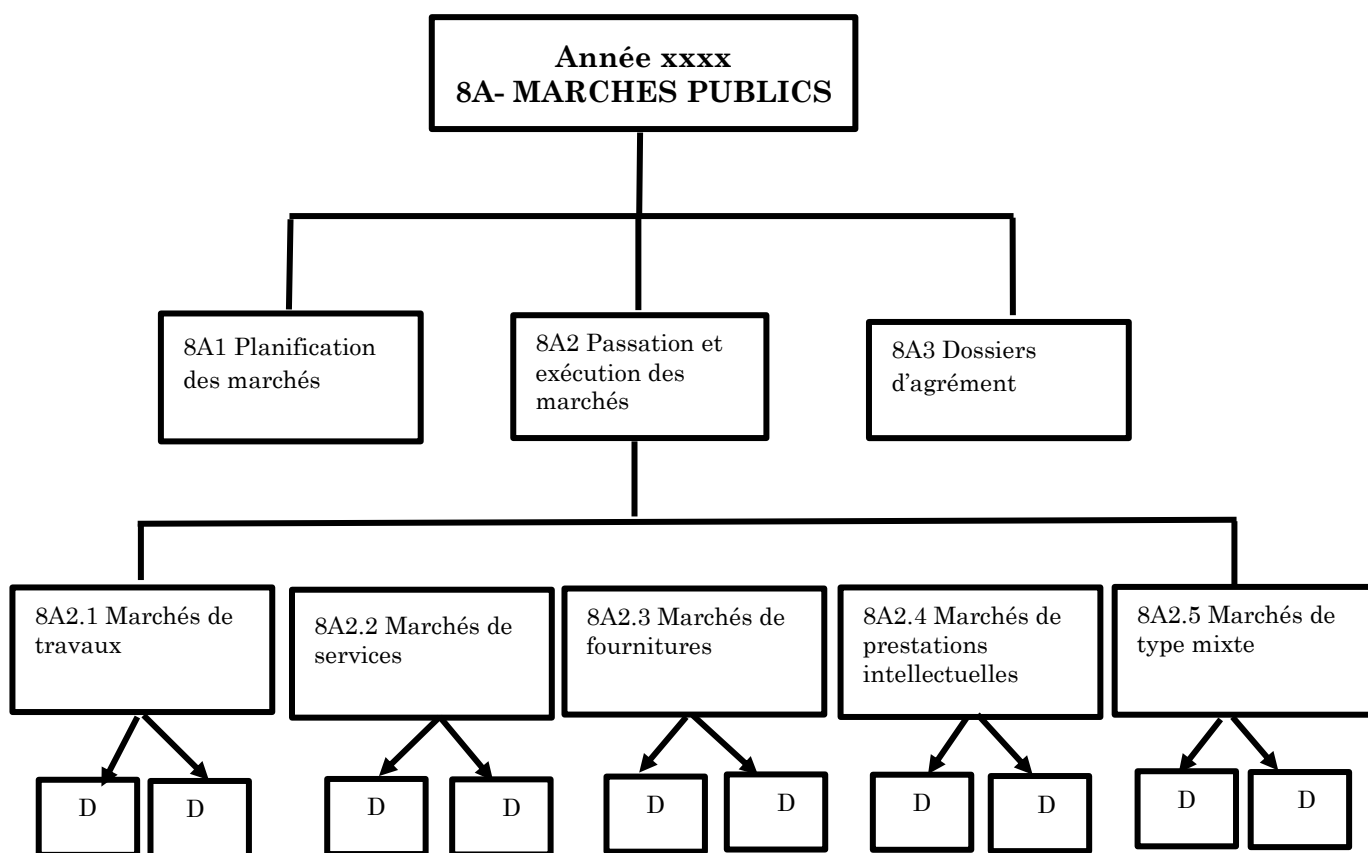 Année xxxx
8A- MARCHES PUBLICS
8A1 Planification
des marchés
8A2 Passation et
exécution des
marchés
8A3 Dossiers
d’agrément
8A2.1 Marchés de
travaux
8A2.2 Marchés de
services
8A2.3 Marchés de
fournitures
8A2.4 Marchés de
prestations
intellectuelles
8A2.5 Marchés de
type mixte
D
D
D
D
D
D
D
D
D
D